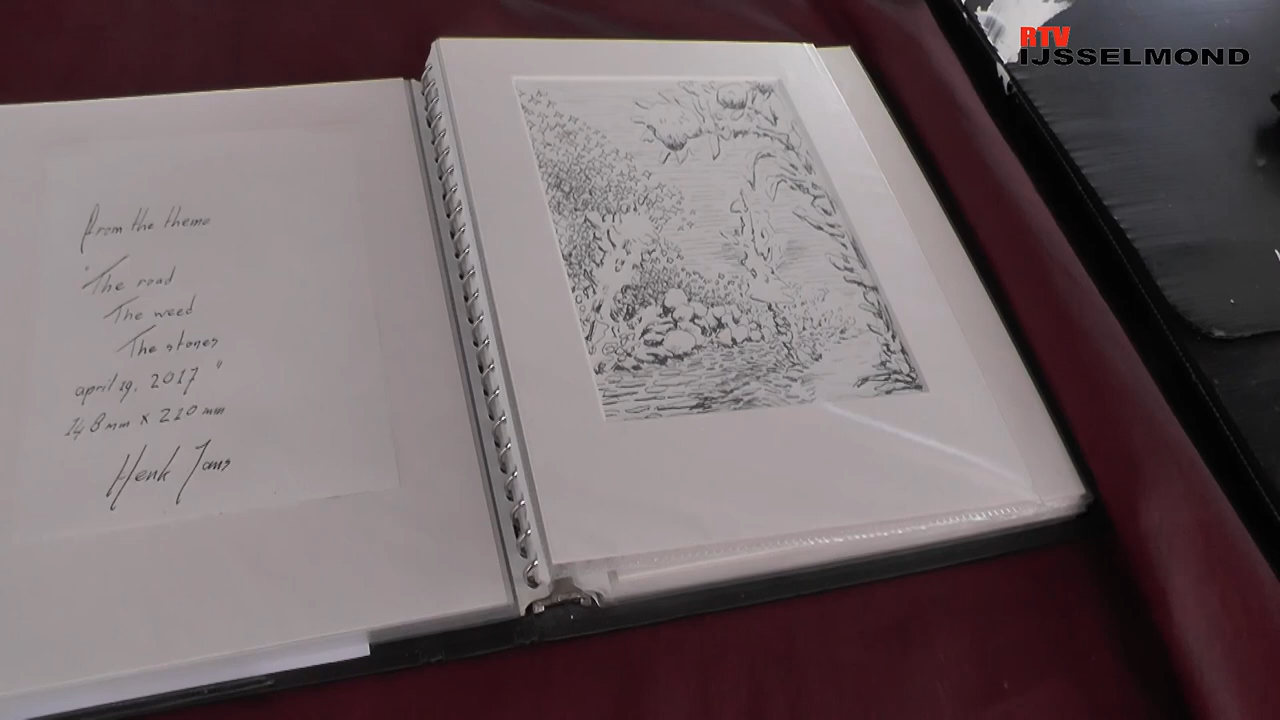 RTV
IJSSELMOND
from the theme
"The road
The weed
The stones
april 19. 2017 "
148 mm x 210 mm
Henk Jans